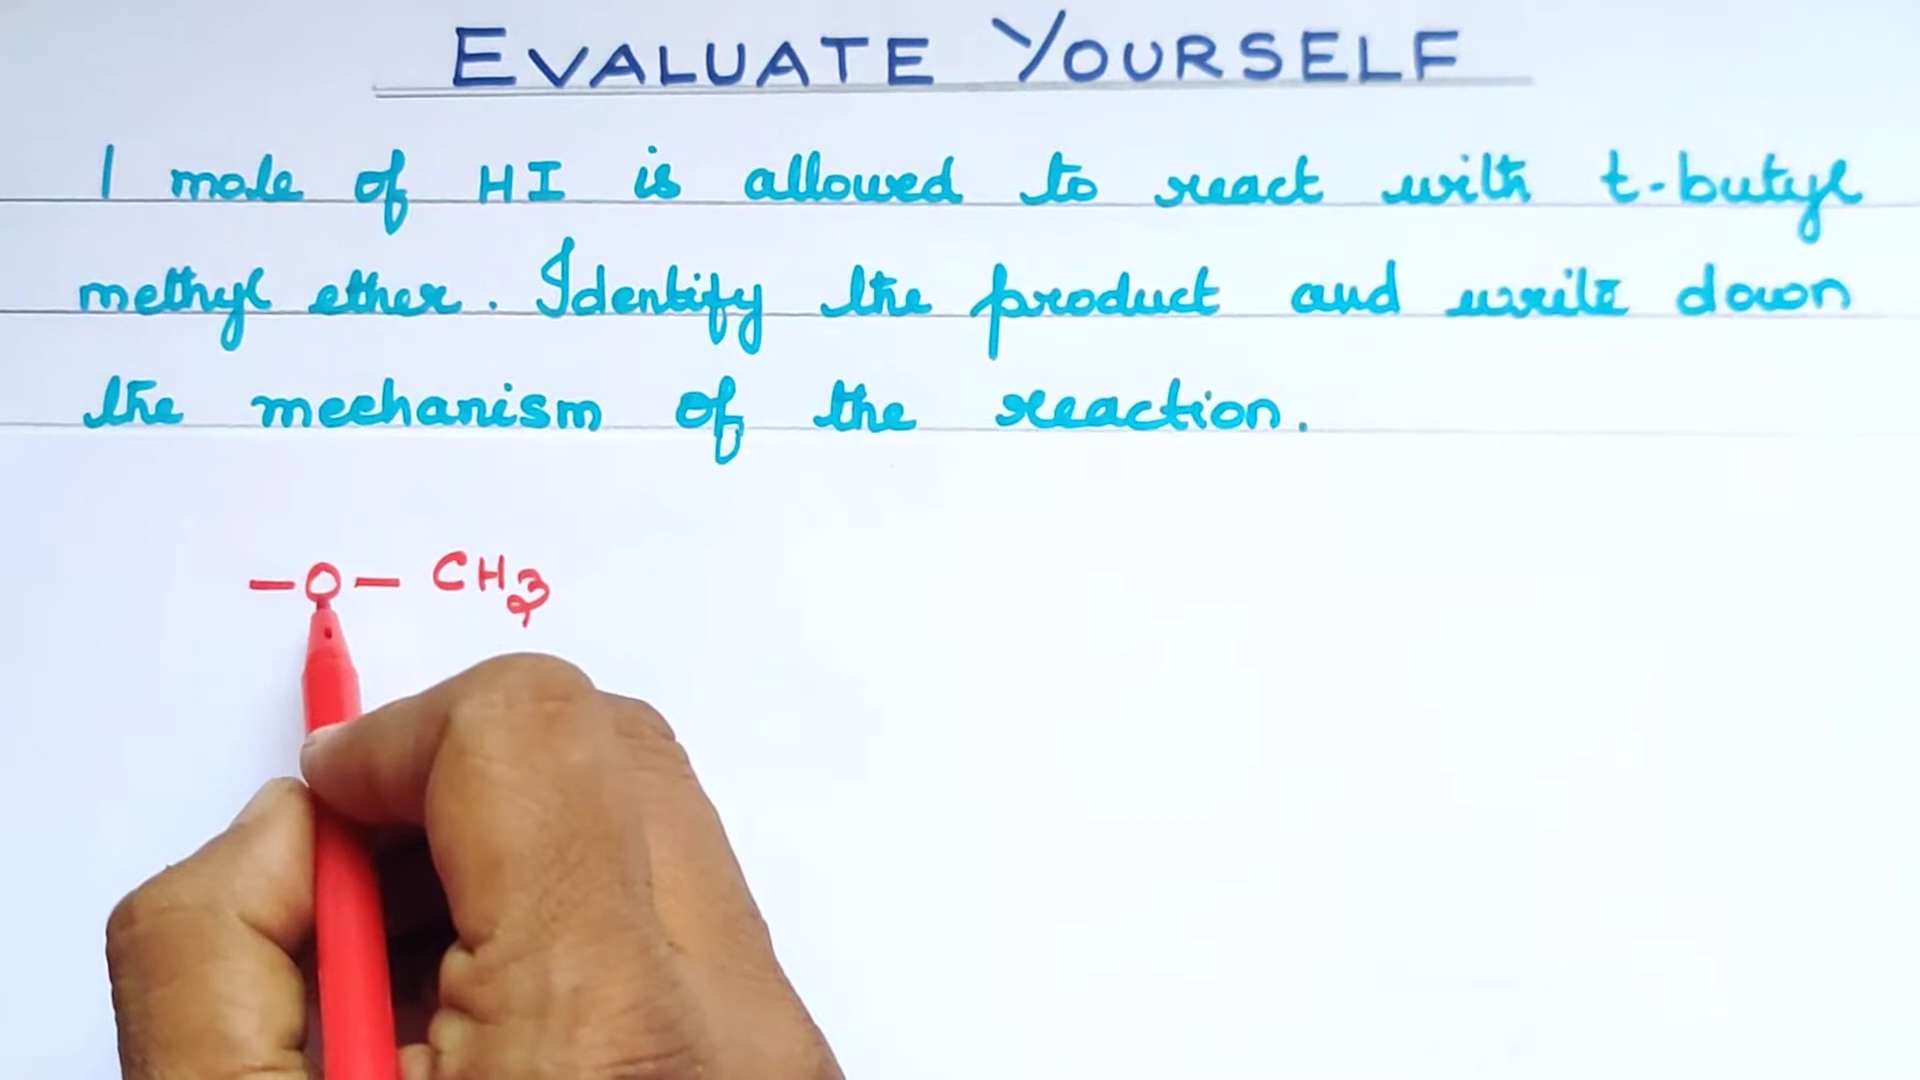 EVALUATE YOURSELF
1 mole of HI is allowed to react with t-butyl
methyl ether. Identify the product and write down
the mechanism of the reaction.
-O- CH3